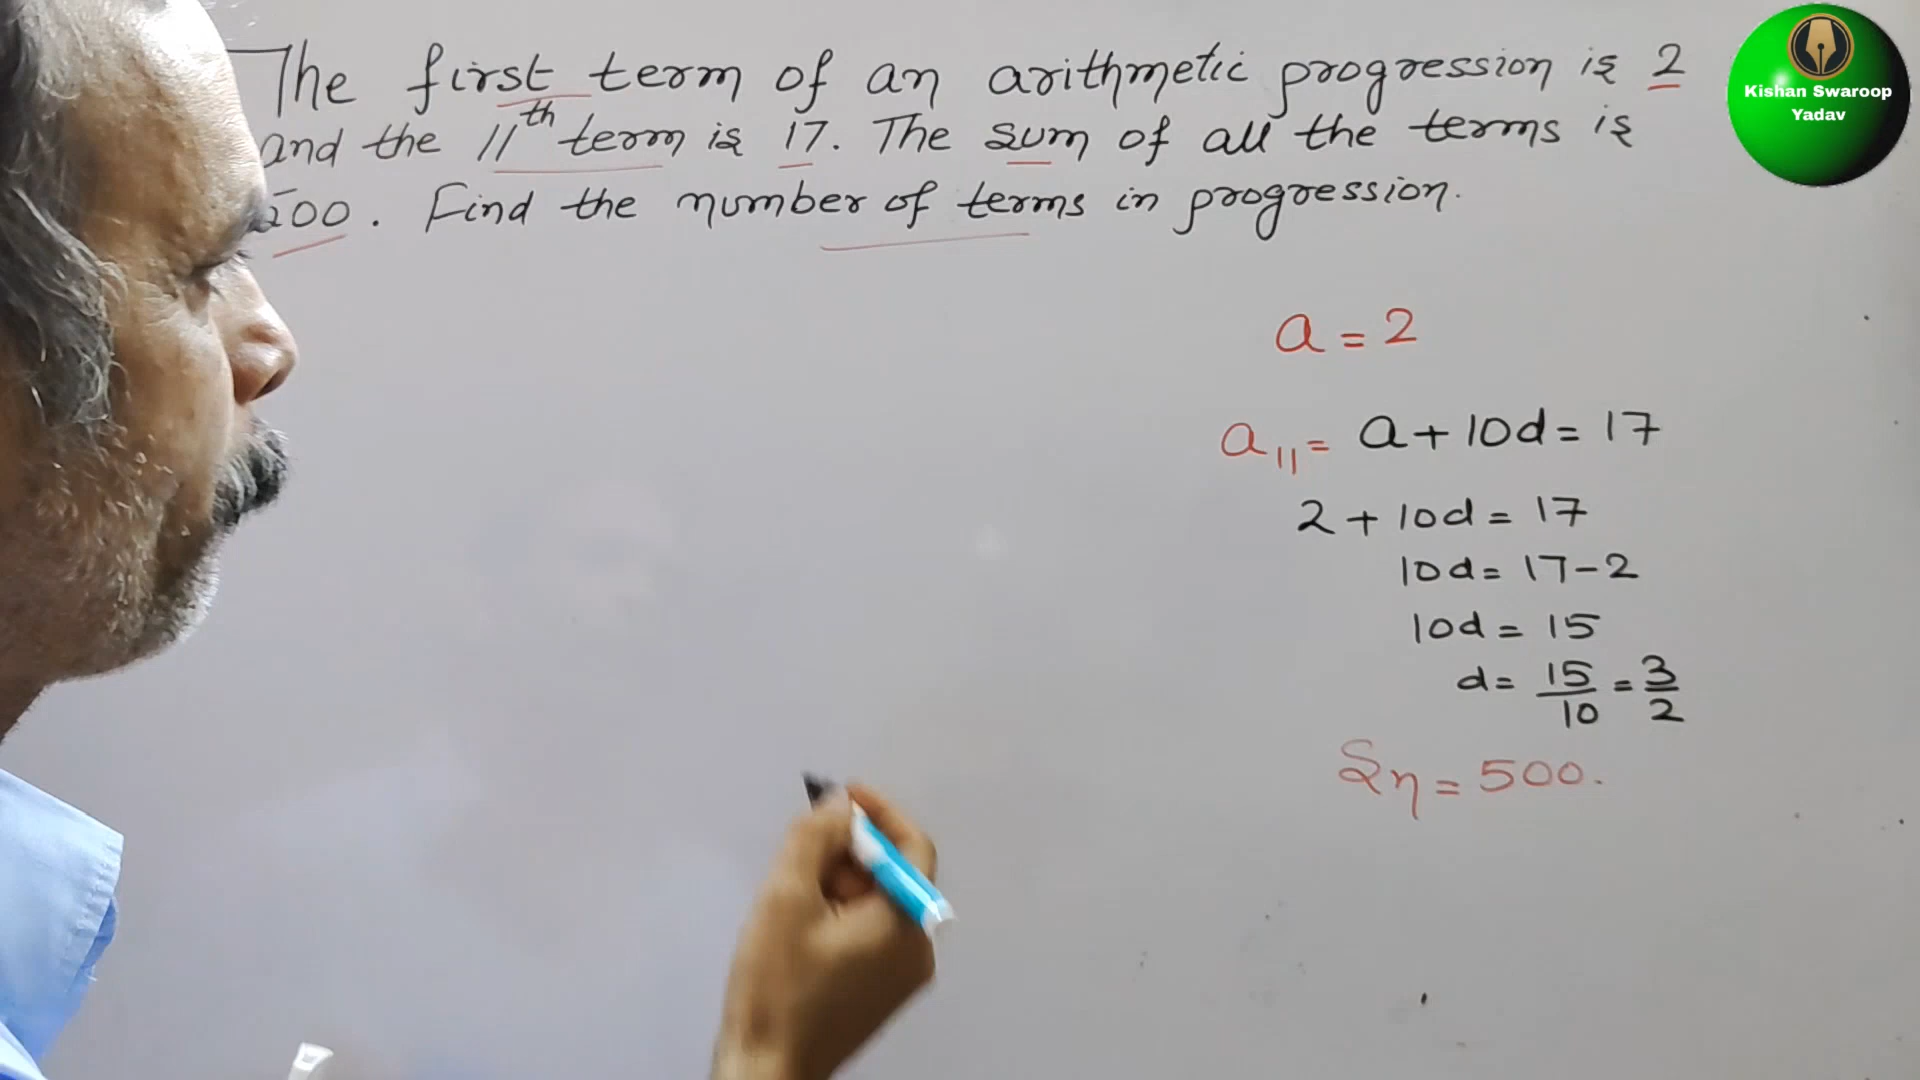 The first term of an arithmetic progression is 2
and the 11th term is 17. The sum of all the terms is
500. Find the number of terms in progression.
Kishan Swaroop
Yadav
a = 2
a11 = a + 10d = 17
2 + 10d = 17
10d = 17 - 2
10d = 15
d = 15/10 = 3/2
Sn = 500.